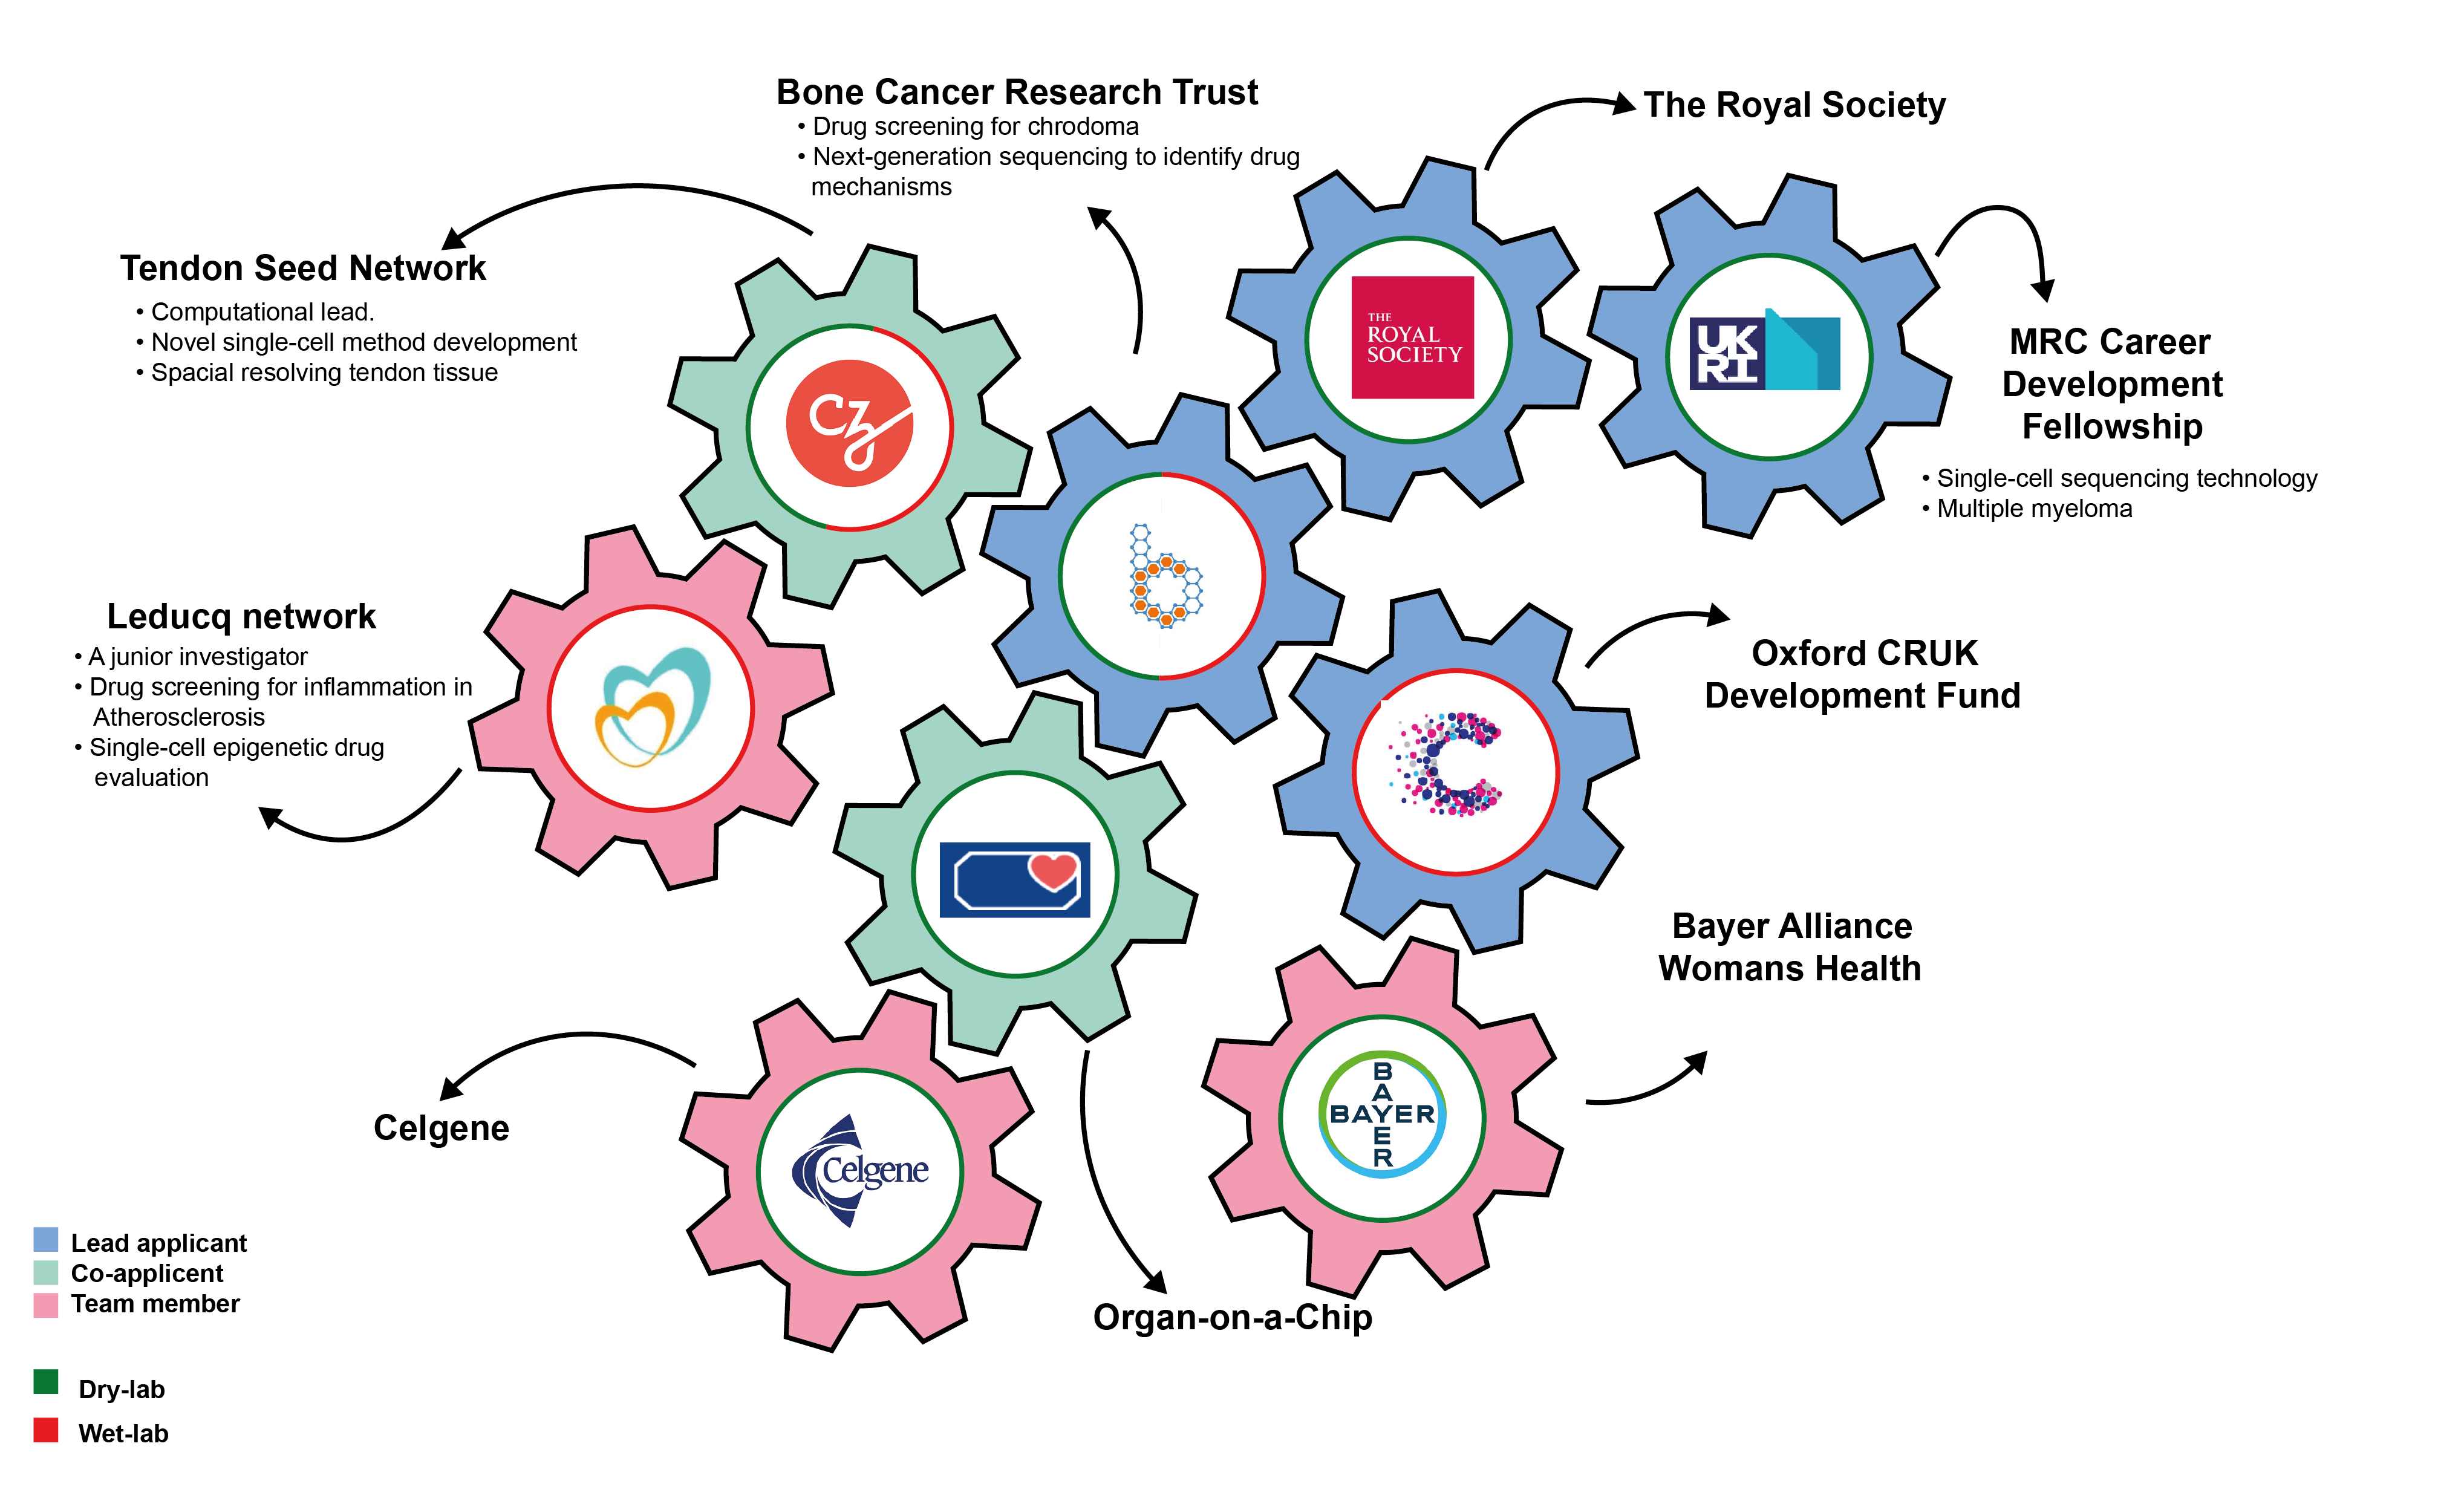 Bone Cancer Research Trust
• Drug screening for chrodoma
• Next-generation sequencing to identify drug
mechanisms
The Royal Society
Tendon Seed Network
• Computational lead.
• Novel single-cell method development
• Spacial resolving tendon tissue
THE
ROYAL
SOCIETY
UK
RI
MRC Career
Development
Fellowship
• Single-cell sequencing technology
• Multiple myeloma
cz
b
Leducq network
• A junior investigator
• Drug screening for inflammation in
Atherosclerosis
• Single-cell epigenetic drug
evaluation
Oxford CRUK
Development Fund
C
Bayer Alliance
Womans Health
Celgene
Celgene
B
A
BAYER
E
R
Organ-on-a-Chip
Lead applicant
Co-applicent
Team member
Dry-lab
Wet-lab